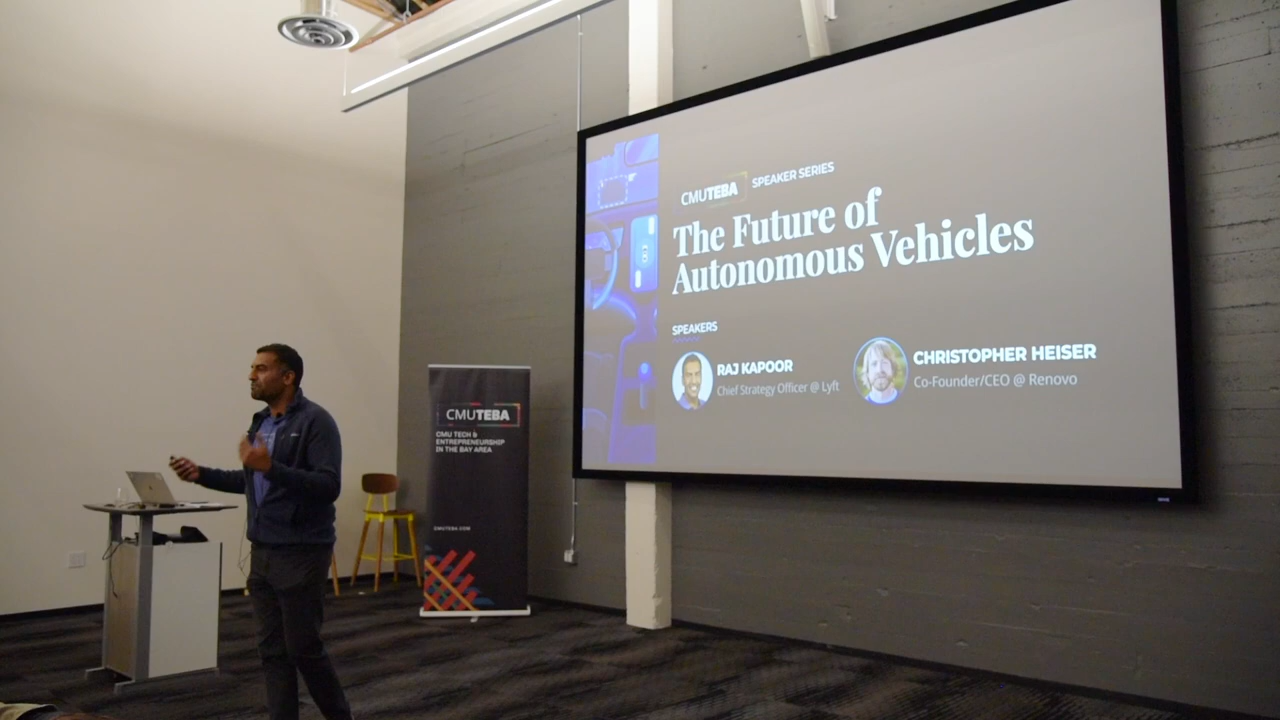 CMUTEBA SPEAKER SERIES
The Future of
Autonomous Vehicles
SPEAKERS
RAJ KAPOOR
Chief Strategy Officer @ Lyft
CHRISTOPHER HEISER
Co-Founder/CEO @ Renovo
CMUTEBA
CMU TECH &
ENTREPRENEURSHIP
IN THE BAY AREA
CMUTEBA.COM